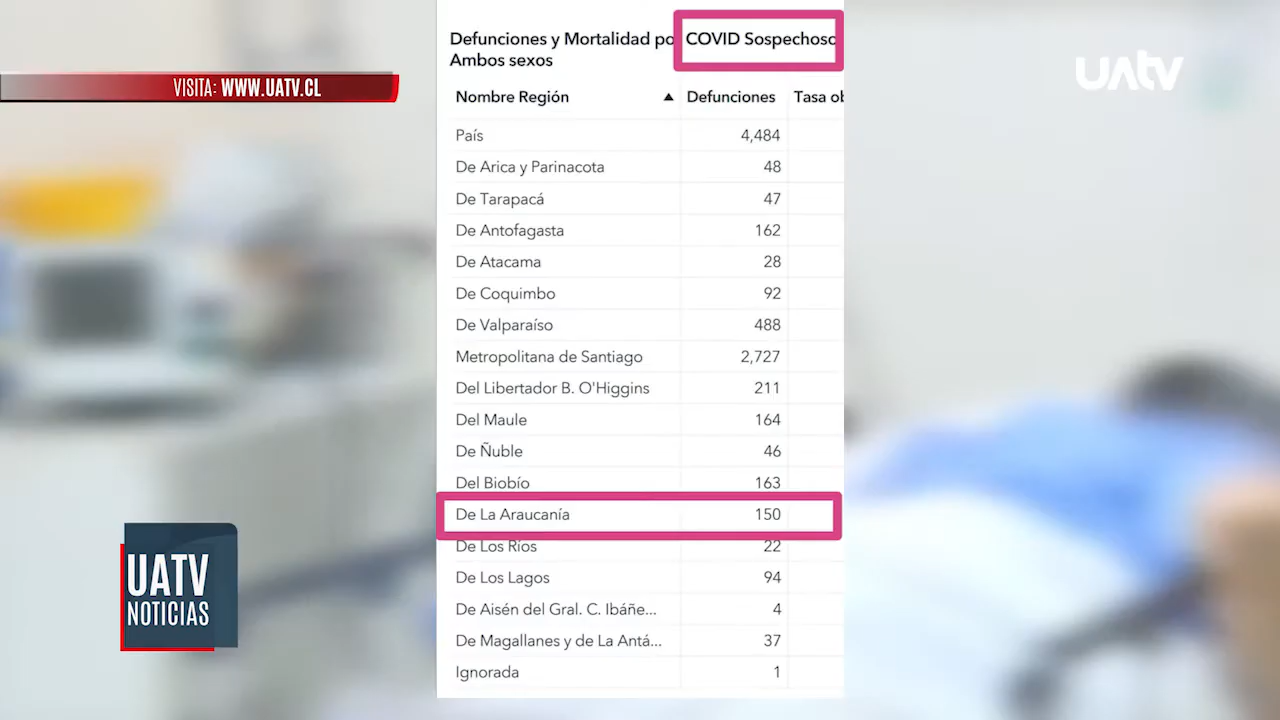 Defunciones y Mortalidad po COVID Sospechoso
Ambos sexos
VISITA: WWW.UATV.CL
UATV
Nombre Región ▲ Defunciones Tasa ob
País 4,484
De Arica y Parinacota 48
De Tarapacá 47
De Antofagasta 162
De Atacama 28
De Coquimbo 92
De Valparaíso 488
Metropolitana de Santiago 2,727
Del Libertador B. O'Higgins 211
Del Maule 164
De Ñuble 46
Del Biobío 163
De La Araucanía 150
De Los Ríos 22
De Los Lagos 94
De Aisén del Gral. C. Ibáñe... 4
De Magallanes y de La Antá... 37
Ignorada 1
UATV
NOTICIAS